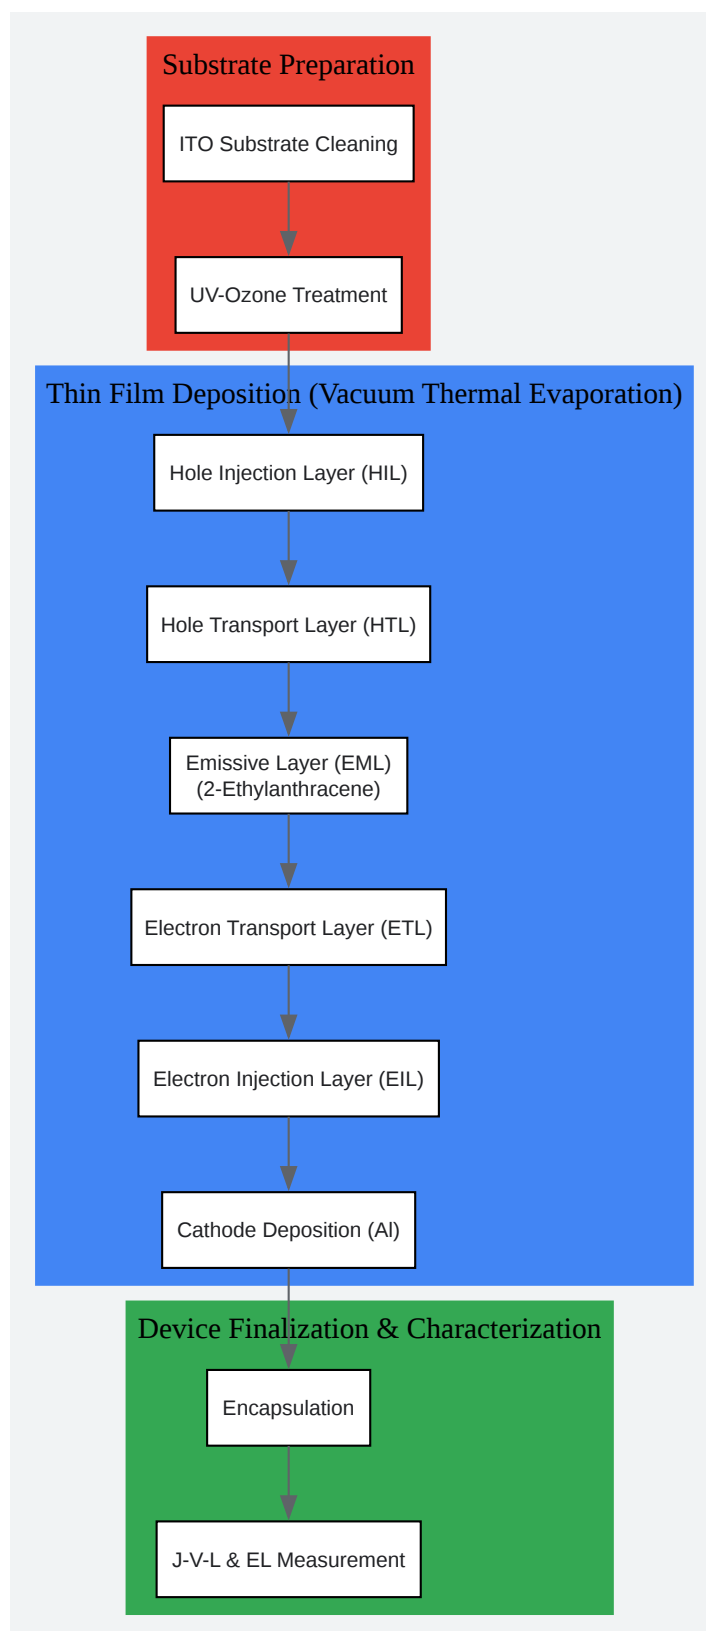 Substrate Preparation
ITO Substrate Cleaning
UV-Ozone Treatment
Thin Film Deposition (Vacuum Thermal Evaporation)
Hole Injection Layer (HIL)
Hole Transport Layer (HTL)
Emissive Layer (EML)
(2-Ethylanthracene)
Electron Transport Layer (ETL)
Electron Injection Layer (EIL)
Cathode Deposition (Al)
Device Finalization & Characterization
Encapsulation
J-V-L & EL Measurement